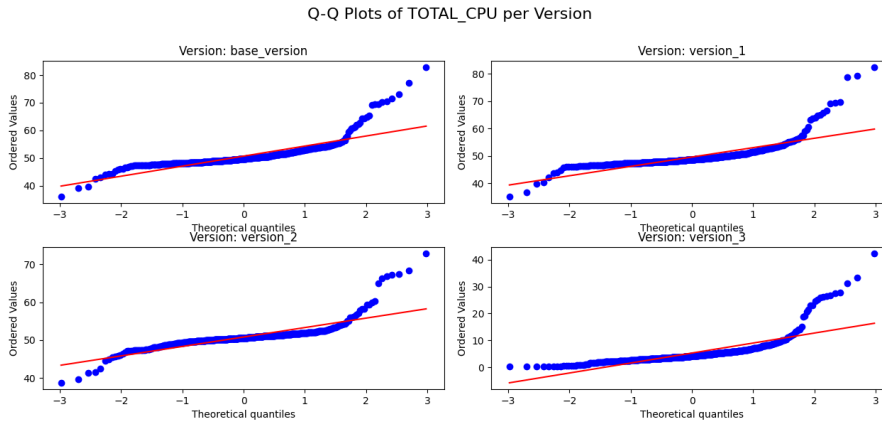 Q-Q Plots of TOTAL_CPU per Version
Version: base_version
Ordered Values
80
70
60
50
40
−3 −2 −1 0 1 2 3
Theoretical quantiles
Version: version_1
Ordered Values
80
70
60
50
40
−3 −2 −1 0 1 2 3
Theoretical quantiles
Version: version_2
Ordered Values
70
60
50
40
−3 −2 −1 0 1 2 3
Theoretical quantiles
Version: version_3
Ordered Values
40
30
20
10
0
−3 −2 −1 0 1 2 3
Theoretical quantiles